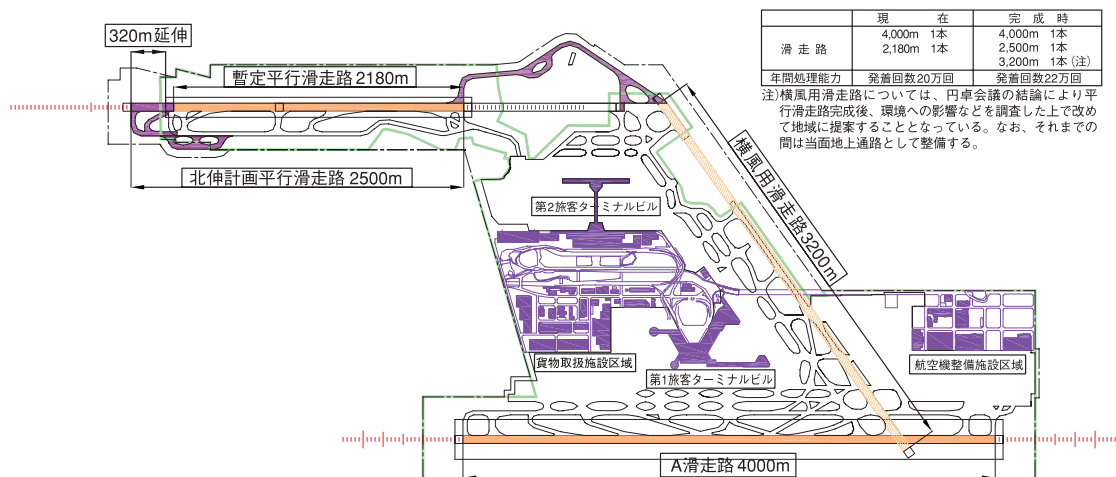 320m延伸
暫定平行滑走路 2180m
北伸計画平行滑走路 2500m
横風用滑走路3200m
第2旅客ターミナルビル
貨物取扱施設区域
第1旅客ターミナルビル
航空機整備施設区域
A滑走路 4000m
現在 完成時
滑走路 4,000m 1本 4,000m 1本
2,180m 1本 2,500m 1本
3,200m 1本(注)
年間処理能力 発着回数20万回 発着回数22万回
注)横風用滑走路については、円卓会議の結論により平
行滑走路完成後、環境への影響などを調査した上で改め
て地域に提案することとなっている。なお、それまでの
間は当面地上通路として整備する。